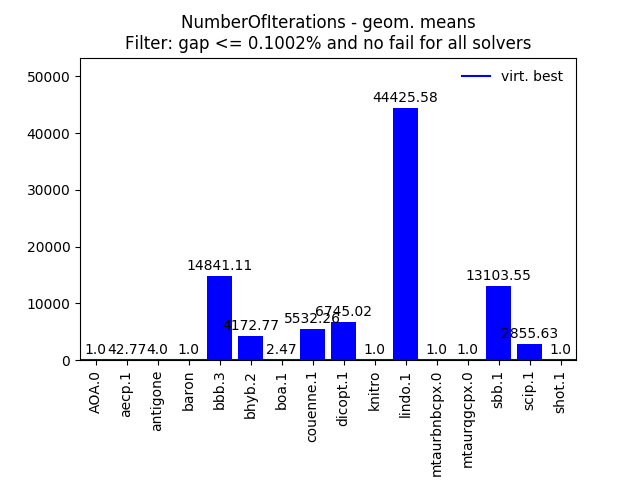 NumberOfIterations - geom. means
Filter: gap <= 0.1002% and no fail for all solvers
virt. best
50000
40000
30000
20000
10000
0
1.0
42.77
4.0
1.0
14841.11
4172.77
2.47
5532.26
6745.02
1.0
44425.58
1.0
1.0
13103.55
2855.63
1.0
AOA.0
aecp.1
antigone
baron
bbb.3
bhyb.2
boa.1
couenne.1
dicopt.1
knitro
lindo.1
mtaurbnbcpx.0
mtaurqgcpx.0
sbb.1
scip.1
shot.1